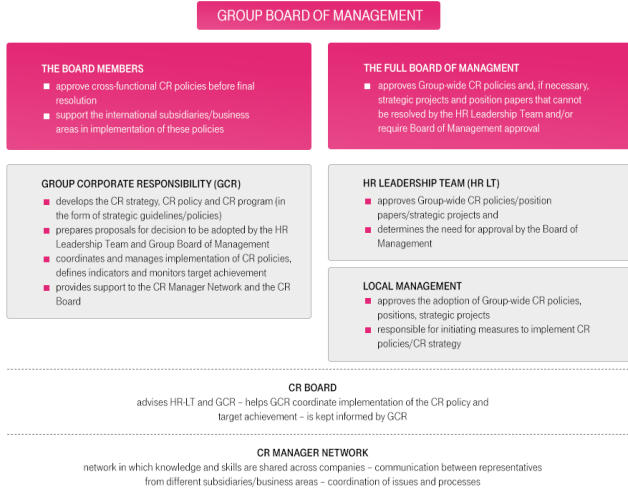 GROUP BOARD OF MANAGEMENT
THE BOARD MEMBERS
approve cross-functional CR policies before final
resolution
support the international subsidiaries/business
areas in implementation of these policies
THE FULL BOARD OF MANAGMENT
approves Group-wide CR policies and, if necessary,
strategic projects and position papers that cannot
be resolved by the HR Leadership Team and/or
require Board of Management approval
GROUP CORPORATE RESPONSIBILITY (GCR)
develops the CR strategy, CR policy and CR program (in
the form of strategic guidelines/policies)
prepares proposals for decision to be adopted by the HR
Leadership Team and Group Board of Management
coordinates and manages implementation of CR policies,
defines indicators and monitors target achievement
provides support to the CR Manager Network and the CR
Board
HR LEADERSHIP TEAM (HR LT)
approves Group-wide CR policies/position
papers/strategic projects and
determines the need for approval by the Board of
Management
LOCAL MANAGEMENT
approves the adoption of Group-wide CR policies,
positions, strategic projects
responsible for initiating measures to implement CR
policies/CR strategy
CR BOARD
advises HR-LT and GCR – helps GCR coordinate implementation of the CR policy and
target achievement – is kept informed by GCR
CR MANAGER NETWORK
network in which knowledge and skills are shared across companies – communication between representatives
from different subsidiaries/business areas – coordination of issues and processes